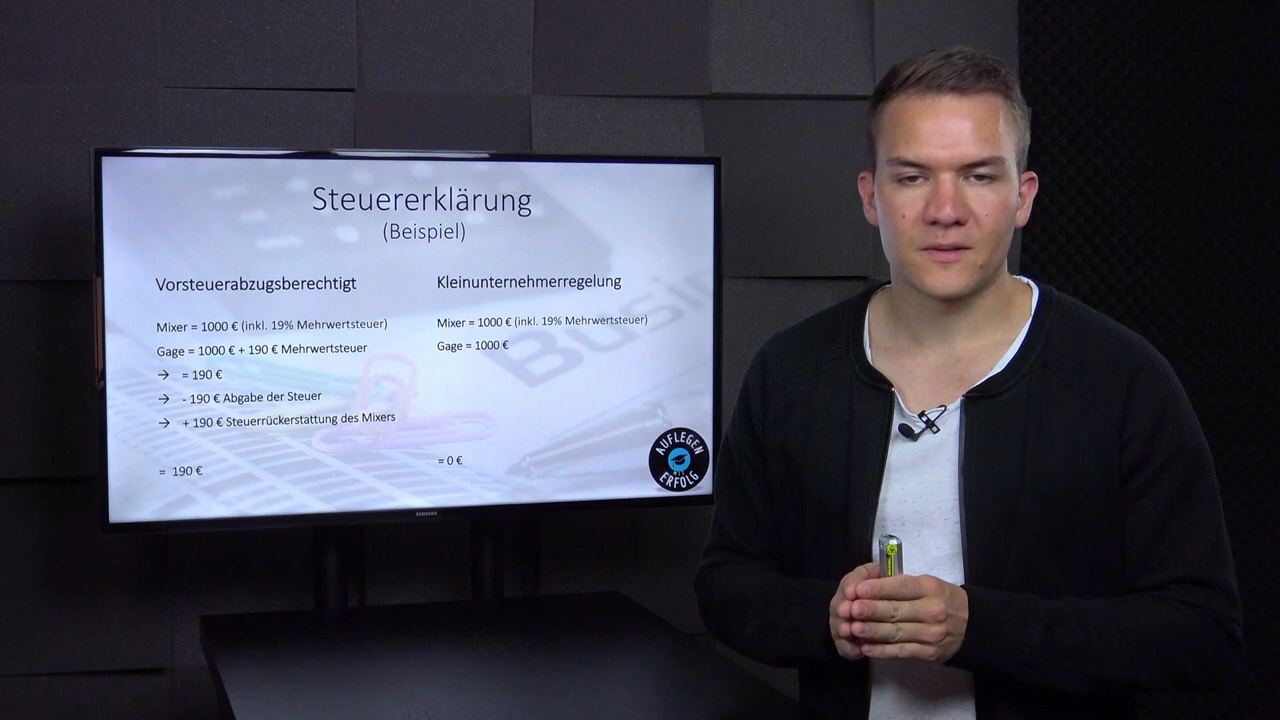 Steuererklärung
(Beispiel)
Vorsteuerabzugsberechtigt
Mixer = 1000 € (inkl. 19% Mehrwertsteuer)
Gage = 1000 € + 190 € Mehrwertsteuer
→ = 190 €
→ - 190 € Abgabe der Steuer
→ + 190 € Steuerrückerstattung des Mixers
= 190 €
Kleinunternehmerregelung
Mixer = 1000 € (inkl. 19% Mehrwertsteuer)
Gage = 1000 €
= 0 €
AUFLEGEN
MIT
ERFOLG
SAMSUNG